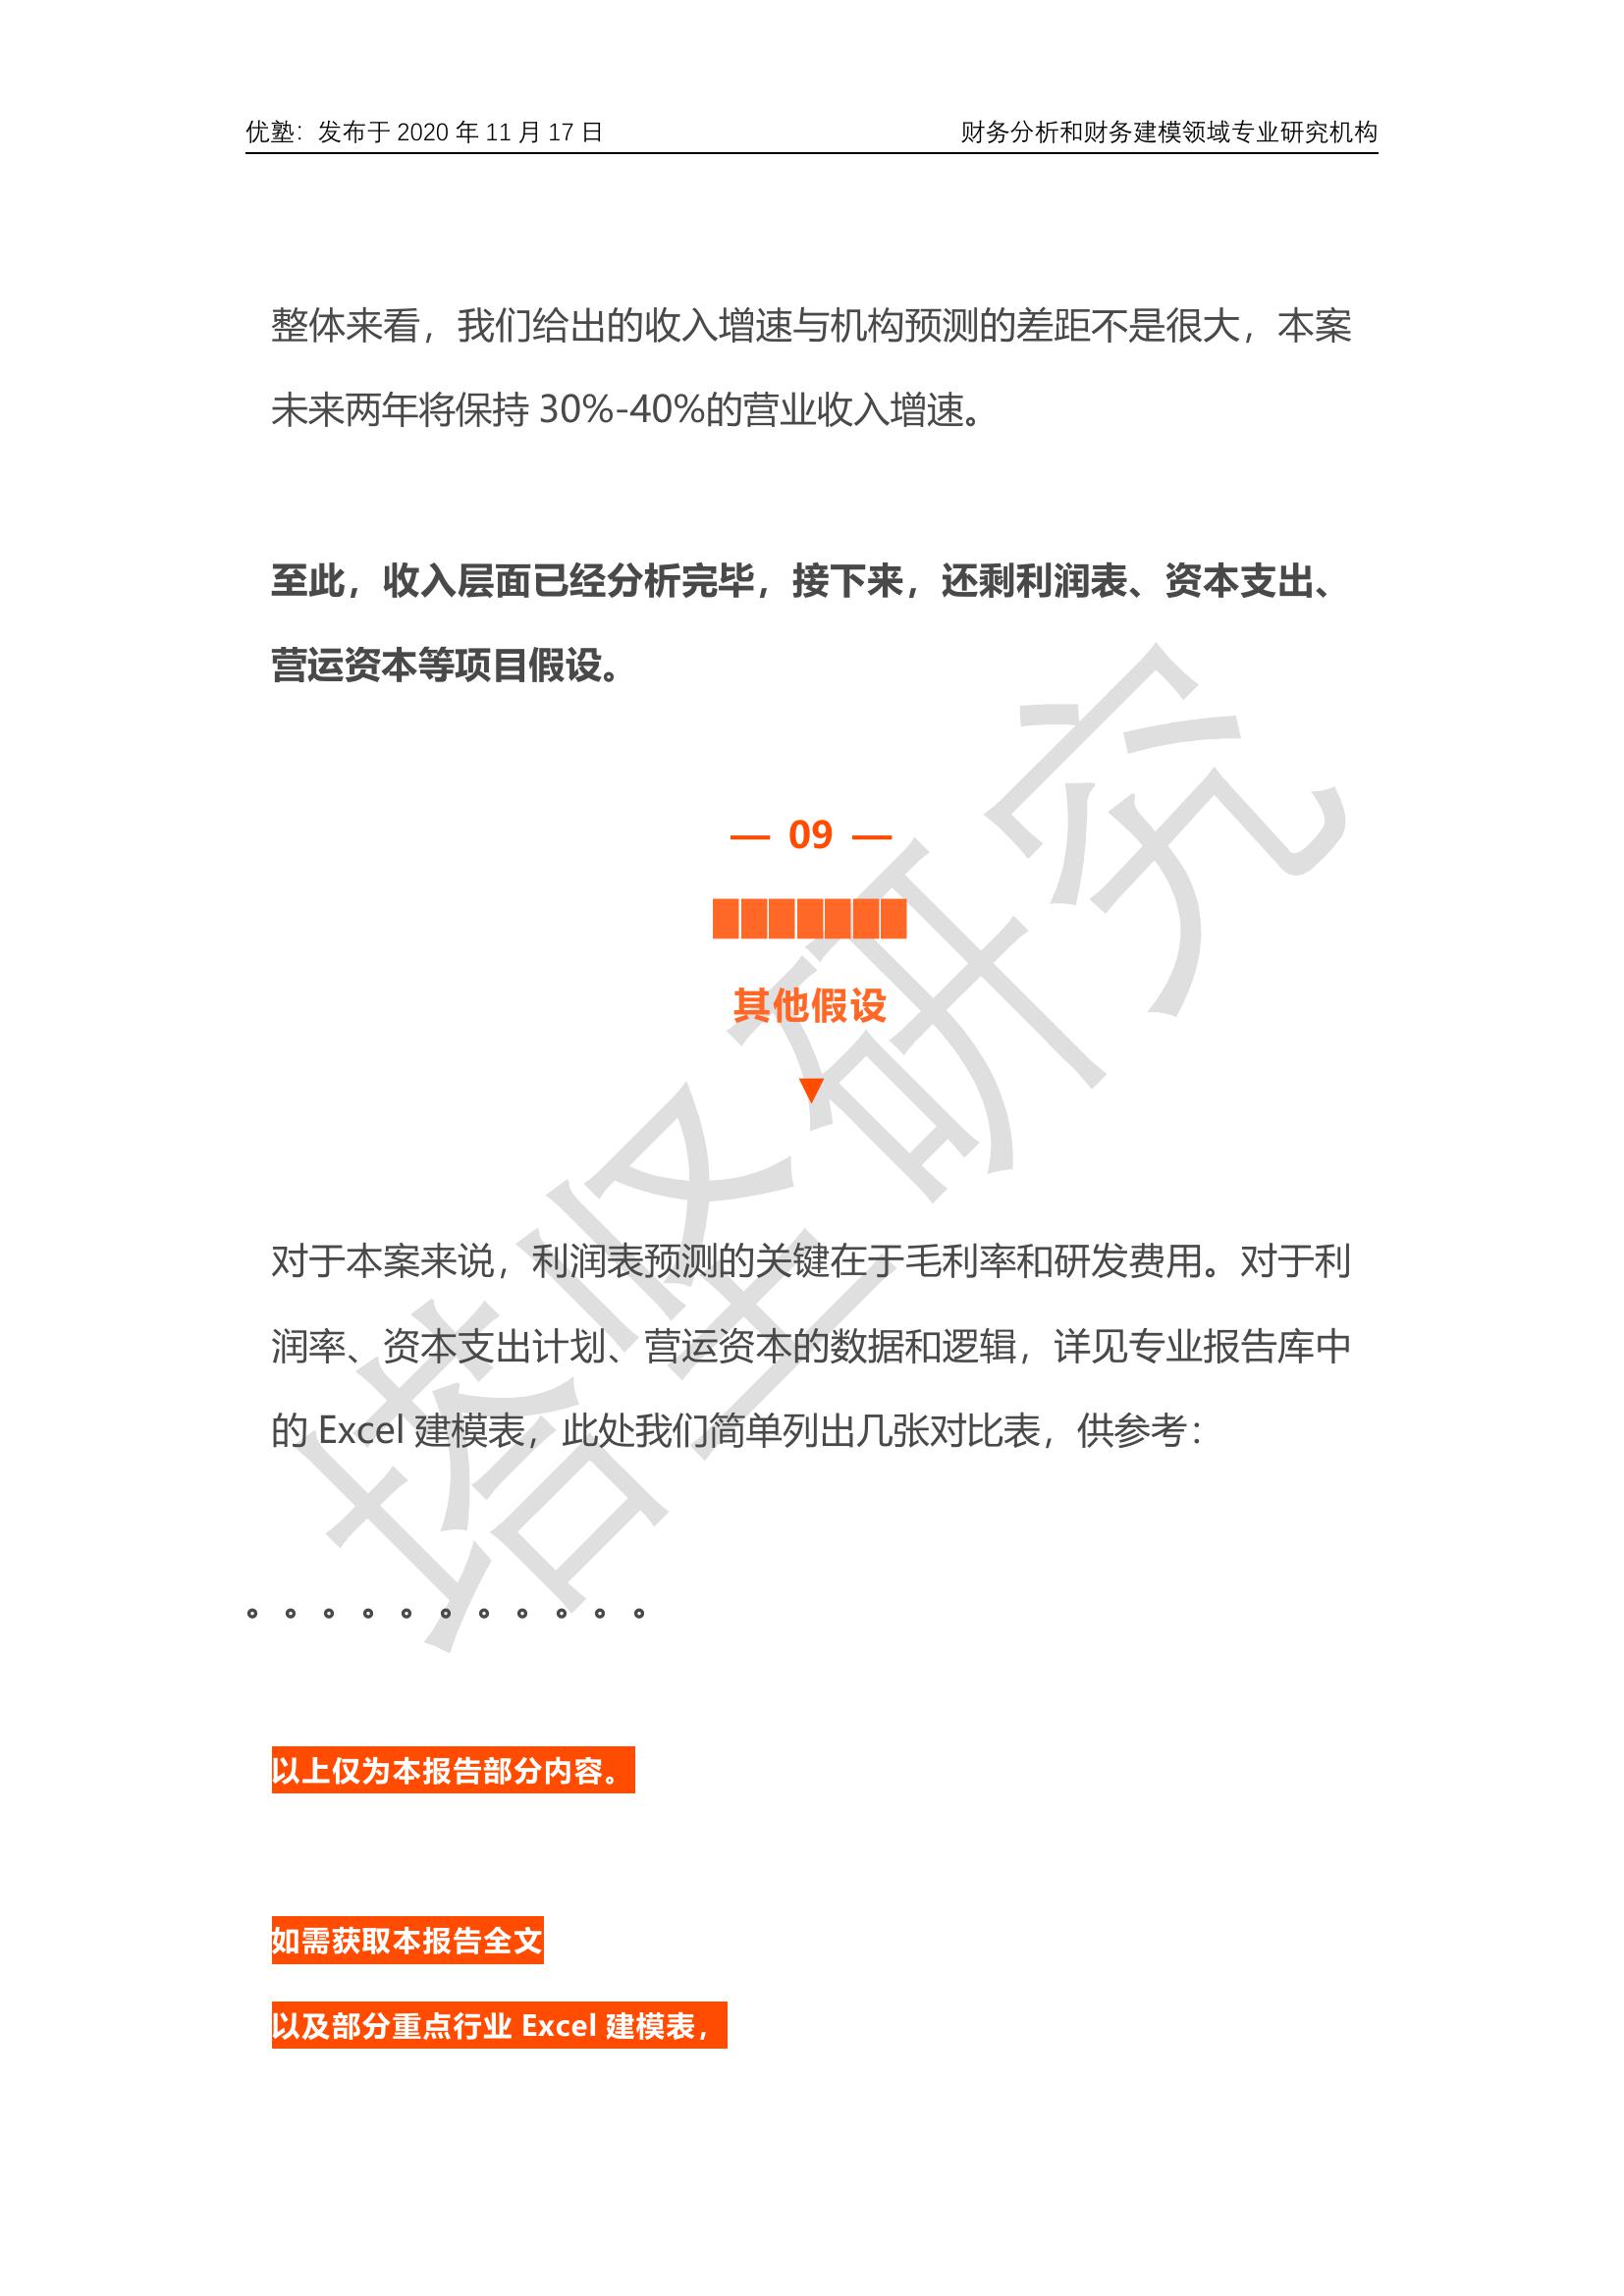 优塾：发布于 2020 年 11 月 17 日 财务分析和财务建模领域专业研究机构
整体来看，我们给出的收入增速与机构预测的差距不是很大，本案
未来两年将保持 30%-40%的营业收入增速。
至此，收入层面已经分析完毕，接下来，还剩利润表、资本支出、
营运资本等项目假设。
— 09 —
███████
其他假设
▼
对于本案来说，利润表预测的关键在于毛利率和研发费用。对于利
润率、资本支出计划、营运资本的数据和逻辑，详见专业报告库中
的 Excel 建模表，此处我们简单列出几张对比表，供参考：
。。。。。。。。。。。
以上仅为本报告部分内容。
如需获取本报告全文
以及部分重点行业 Excel 建模表，
塔坚研究